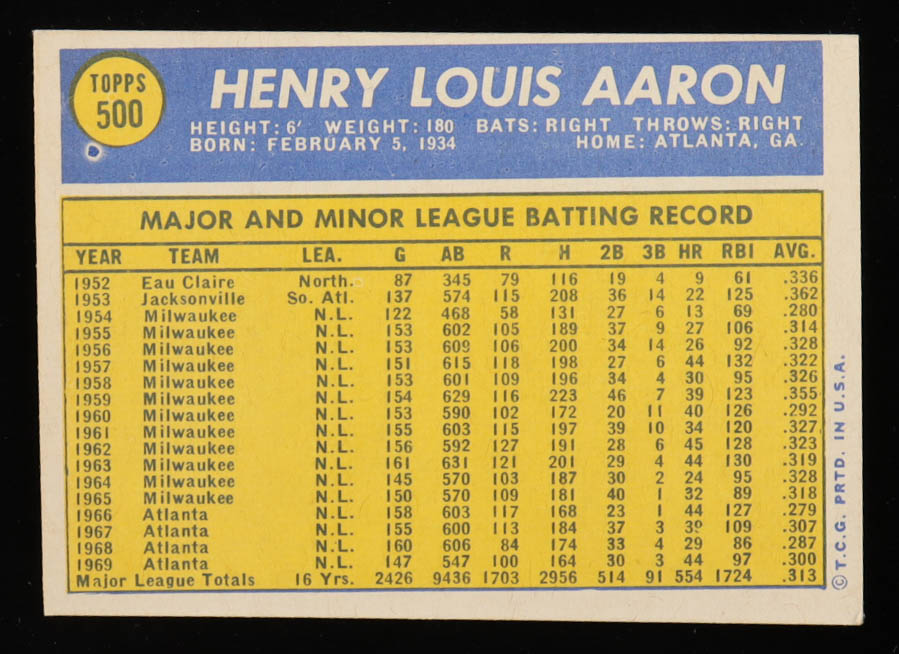 TOPPS
500
HENRY LOUIS AARON
HEIGHT: 6' WEIGHT: 180 BATS: RIGHT THROWS: RIGHT
BORN: FEBRUARY 5, 1934 HOME: ATLANTA, GA.
MAJOR AND MINOR LEAGUE BATTING RECORD
YEAR TEAM LEA. G AB R H 2B 3B HR RBI AVG.
1952 Eau Claire North. 87 345 79 116 19 4 9 61 .336
1953 Jacksonville So. Atl. 137 574 115 208 36 14 22 125 .362
1954 Milwaukee N.L. 122 468 58 131 27 6 13 69 .280
1955 Milwaukee N.L. 153 602 105 189 37 9 27 106 .314
1956 Milwaukee N.L. 153 609 106 200 34 14 26 92 .328
1957 Milwaukee N.L. 151 615 118 198 27 6 44 132 .322
1958 Milwaukee N.L. 153 601 109 196 34 4 30 95 .326
1959 Milwaukee N.L. 154 629 116 223 46 7 39 123 .355
1960 Milwaukee N.L. 153 590 102 172 20 11 40 126 .292
1961 Milwaukee N.L. 155 603 115 197 39 10 34 120 .327
1962 Milwaukee N.L. 156 592 127 191 28 6 45 128 .323
1963 Milwaukee N.L. 161 631 121 201 29 4 44 130 .319
1964 Milwaukee N.L. 145 570 103 187 30 2 24 95 .328
1965 Milwaukee N.L. 150 570 109 181 40 1 32 89 .318
1966 Atlanta N.L. 158 603 117 168 23 1 44 127 .279
1967 Atlanta N.L. 155 600 113 184 37 3 39 109 .307
1968 Atlanta N.L. 160 606 84 174 33 4 29 86 .287
1969 Atlanta N.L. 147 547 100 164 30 3 44 97 .300
Major League Totals 16 Yrs. 2426 9436 1703 2956 514 91 554 1724 .313
© T.C.G. PRTD. IN U.S.A.